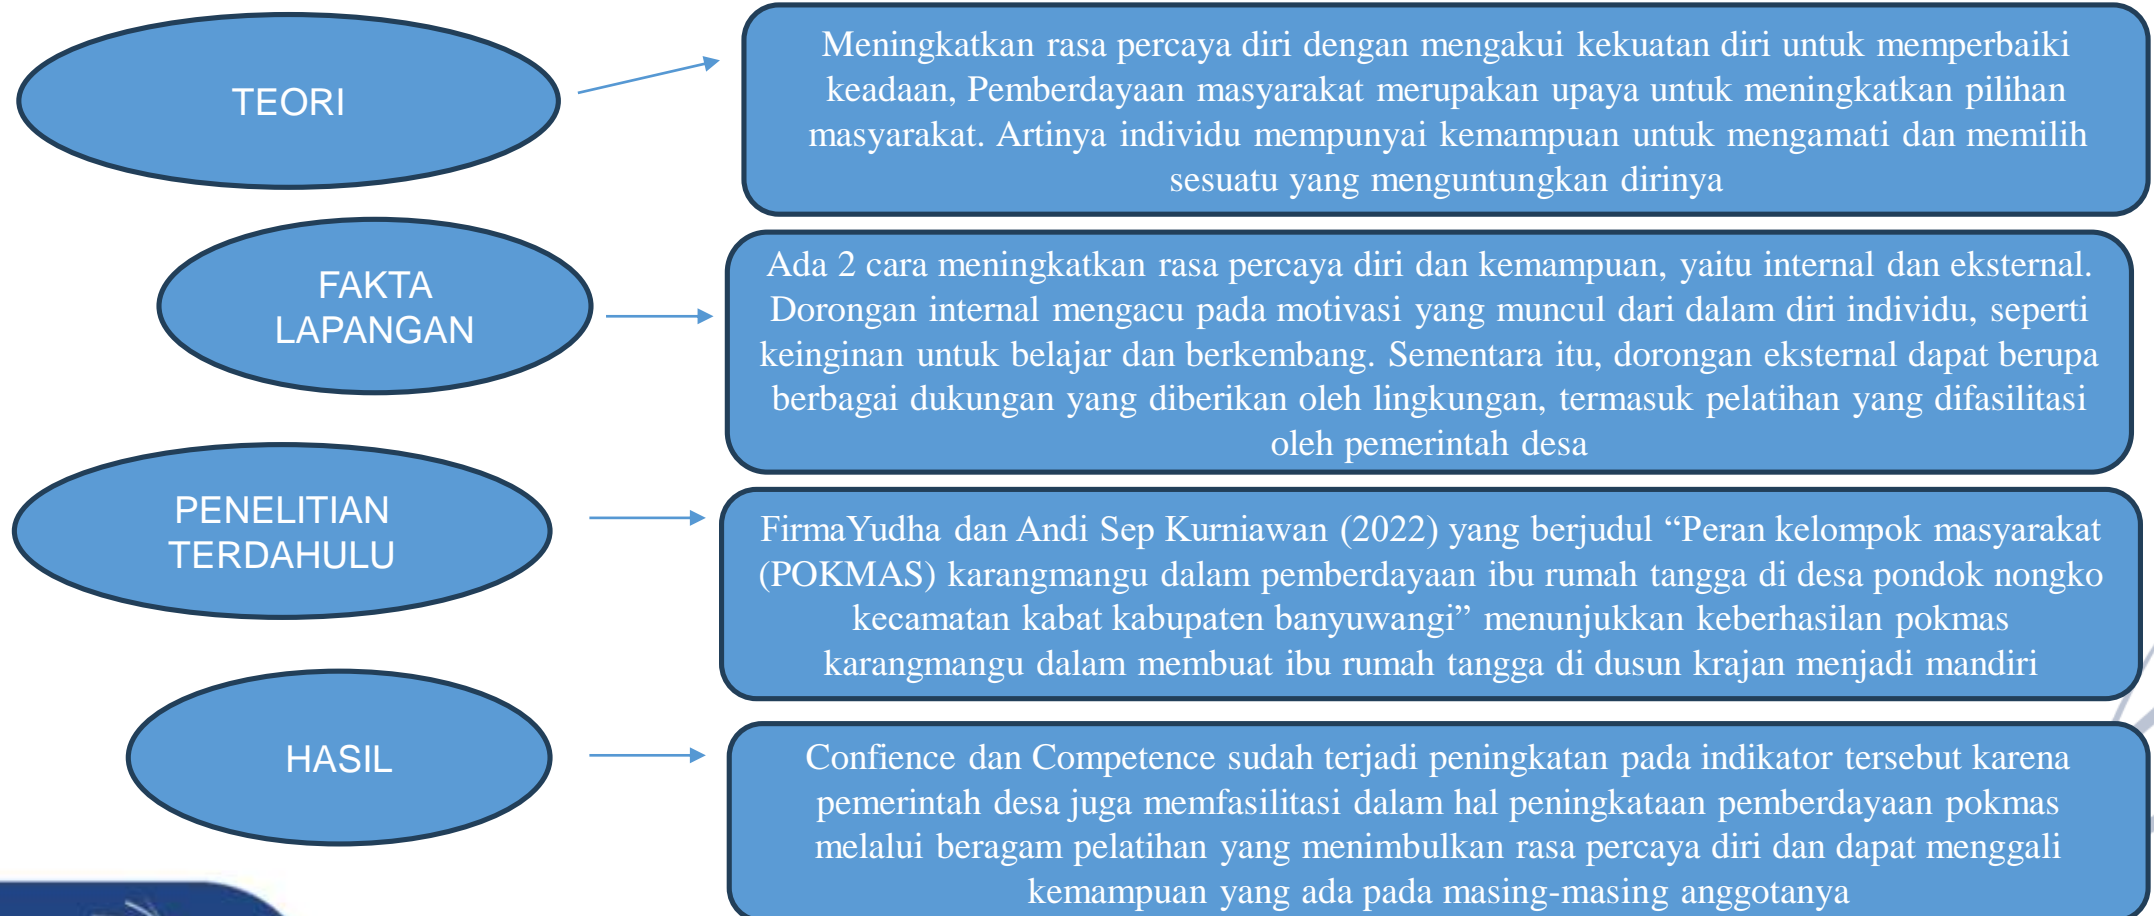 TEORI
Meningkatkan rasa percaya diri dengan mengakui kekuatan diri untuk memperbaiki
keadaan, Pemberdayaan masyarakat merupakan upaya untuk meningkatkan pilihan
masyarakat. Artinya individu mempunyai kemampuan untuk mengamati dan memilih
sesuatu yang menguntungkan dirinya
FAKTA
LAPANGAN
Ada 2 cara meningkatkan rasa percaya diri dan kemampuan, yaitu internal dan eksternal.
Dorongan internal mengacu pada motivasi yang muncul dari dalam diri individu, seperti
keinginan untuk belajar dan berkembang. Sementara itu, dorongan eksternal dapat berupa
berbagai dukungan yang diberikan oleh lingkungan, termasuk pelatihan yang difasilitasi
oleh pemerintah desa
PENELITIAN
TERDAHULU
FirmaYudha dan Andi Sep Kurniawan (2022) yang berjudul “Peran kelompok masyarakat
(POKMAS) karangmangu dalam pemberdayaan ibu rumah tangga di desa pondok nongko
kecamatan kabat kabupaten banyuwangi” menunjukkan keberhasilan pokmas
karangmangu dalam membuat ibu rumah tangga di dusun krajan menjadi mandiri
HASIL
Confience dan Competence sudah terjadi peningkatan pada indikator tersebut karena
pemerintah desa juga memfasilitasi dalam hal peningkataan pemberdayaan pokmas
melalui beragam pelatihan yang menimbulkan rasa percaya diri dan dapat menggali
kemampuan yang ada pada masing-masing anggotanya